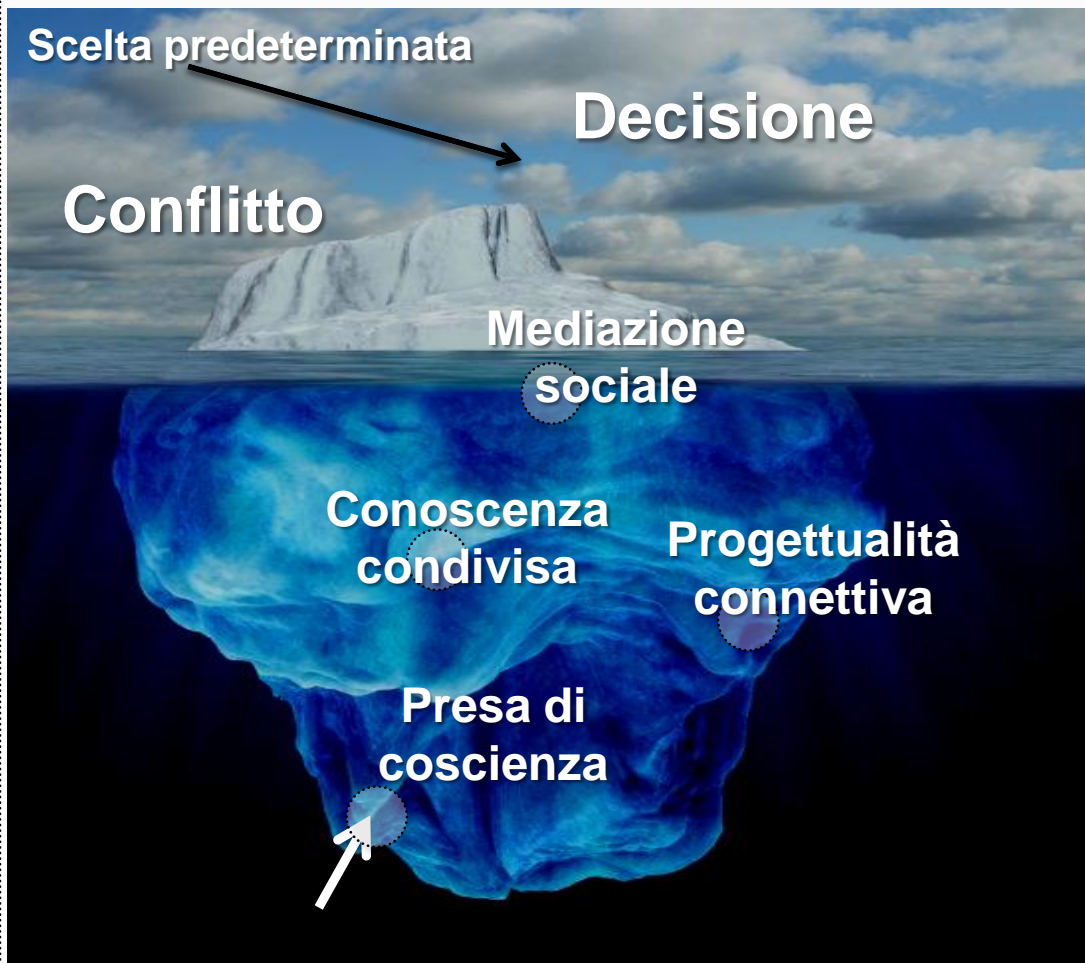 Scelta predeterminata
Decisione
Conflitto
Mediazione
sociale
Conoscenza
condivisa
Progettualità
connettiva
Presa di
coscienza